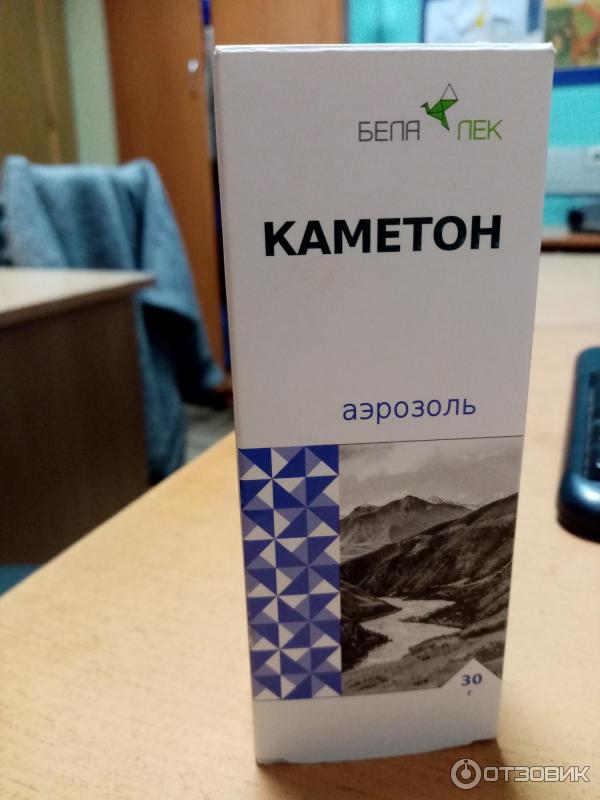 БЕЛА ЛЕК
КАМЕТОН
аэрозоль
30
г
ОТЗОВИК